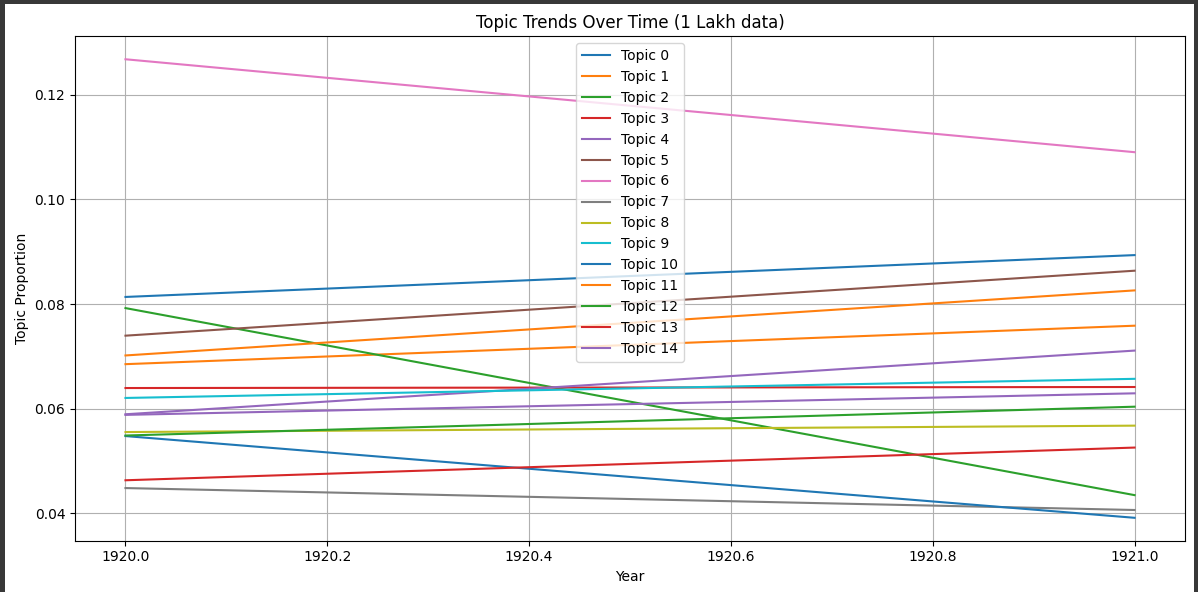 Topic Trends Over Time (1 Lakh data)
Topic 0
Topic 1
Topic 2
Topic 3
Topic 4
Topic 5
Topic 6
Topic 7
Topic 8
Topic 9
Topic 10
Topic 11
Topic 12
Topic 13
Topic 14
Topic Proportion
0.12
0.10
0.08
0.06
0.04
1920.0 1920.2 1920.4 1920.6 1920.8 1921.0
Year